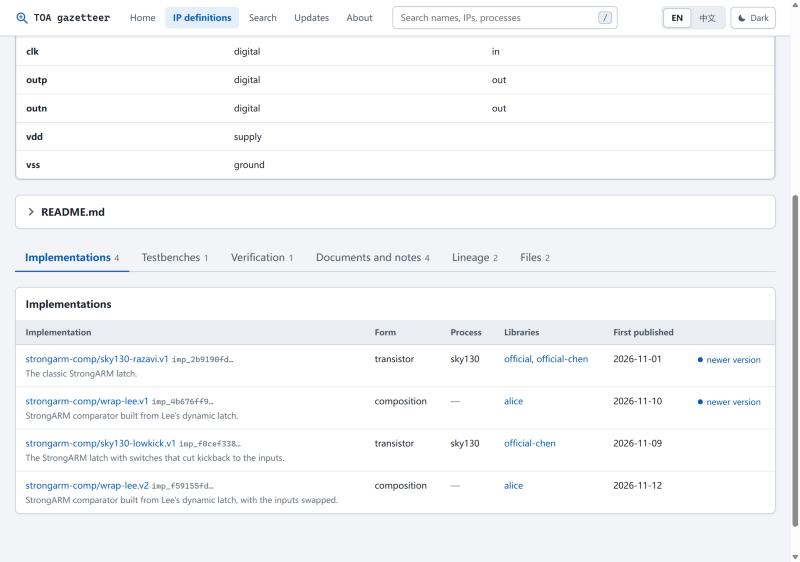 TOA gazetteer Home IP definitions Search Updates About Search names, IPs, processes / EN 中文 Dark
clk digital in
outp digital out
outn digital out
vdd supply
vss ground
README.md
Implementations 4 Testbenches 1 Verification 1 Documents and notes 4 Lineage 2 Files 2
Implementations
Implementation Form Process Libraries First published
strongarm-comp/sky130-razavi.v1 imp_2b9190fd… transistor sky130 official, official-chen 2026-11-01 newer version
The classic StrongARM latch.
strongarm-comp/wrap-lee.v1 imp_4b676ff9… composition — alice 2026-11-10 newer version
StrongARM comparator built from Lee's dynamic latch.
strongarm-comp/sky130-lowkick.v1 imp_f0cef338… transistor sky130 official-chen 2026-11-09
The StrongARM latch with switches that cut kickback to the inputs.
strongarm-comp/wrap-lee.v2 imp_f59155fd… composition — alice 2026-11-12
StrongARM comparator built from Lee's dynamic latch, with the inputs swapped.